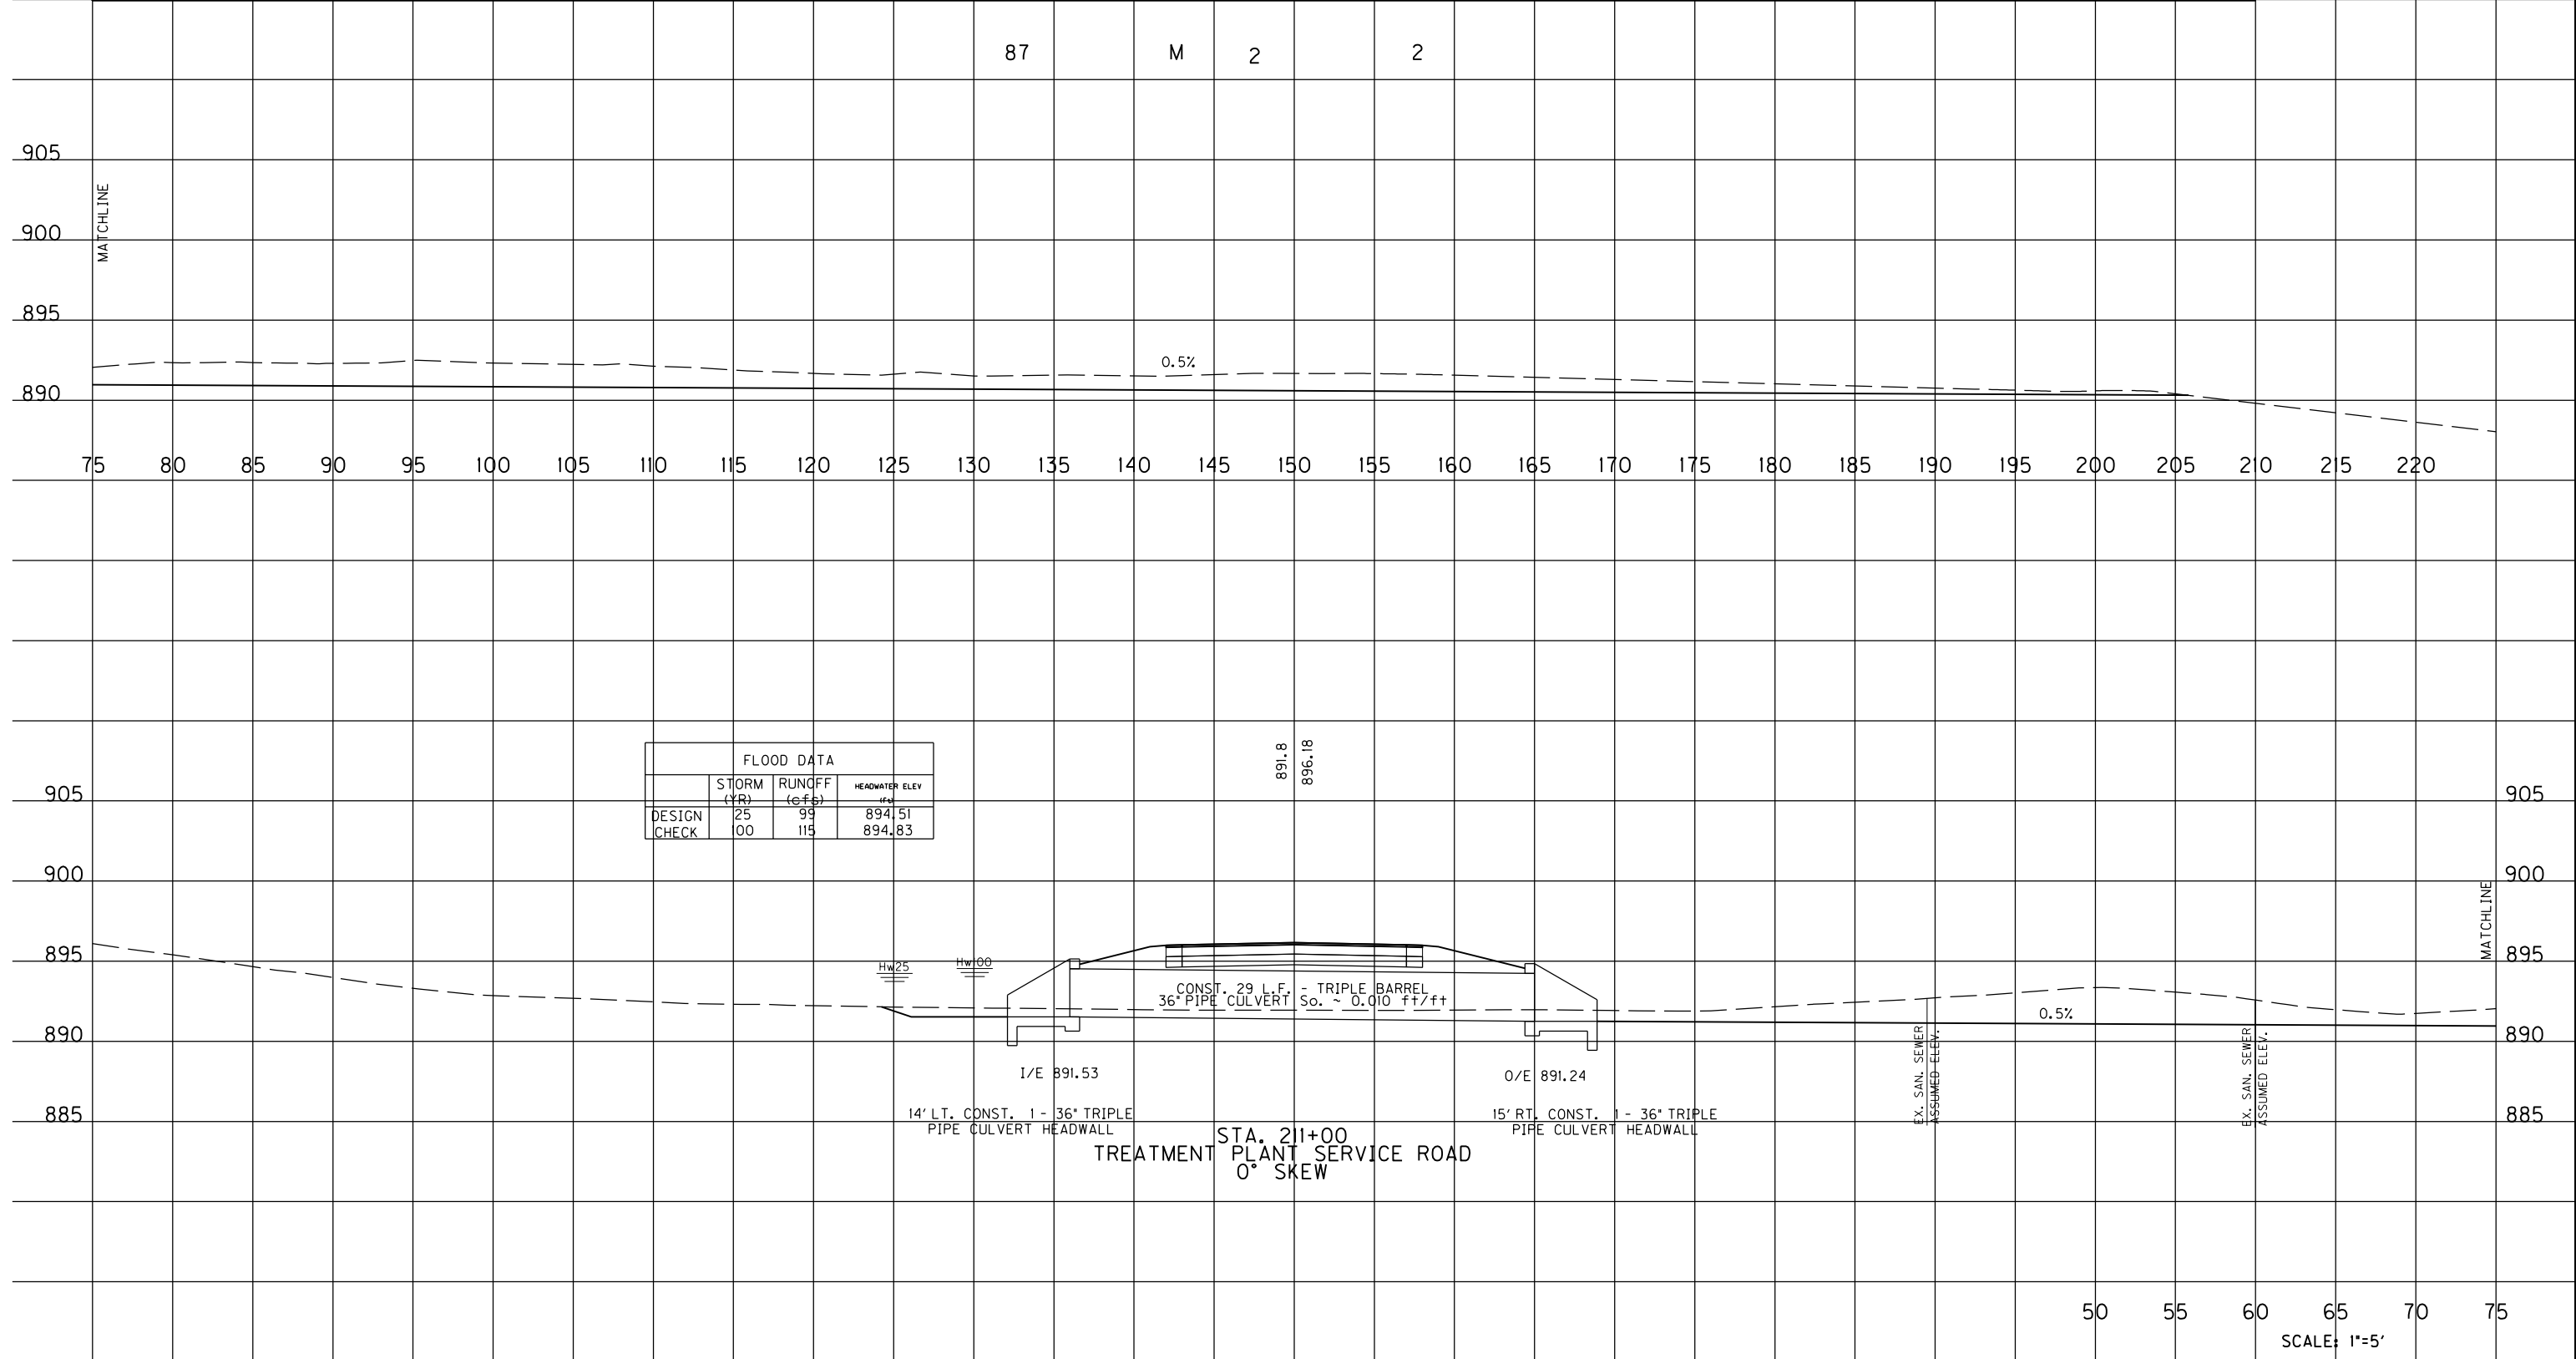 87 M 2 2
905
MATCHLINE
900
895
0.5%
890
75 80 85 90 95 100 105 110 115 120 125 130 135 140 145 150 155 160 165 170 175 180 185 190 195 200 205 210 215 220
891.8
896.18
FLOOD DATA
STORM (YR) RUNOFF (cfs) HEADWATER ELEV (ft)
DESIGN 25 99 894.51
CHECK 100 115 894.83
905 905
900 900
MATCHLINE
895 895
Hw25 Hw100
CONST. 29 L.F. - TRIPLE BARREL
36" PIPE CULVERT So. ~ 0.010 ft/ft
0.5%
890 890
EX. SAN. SEWER
ASSUMED ELEV.
EX. SAN. SEWER
ASSUMED ELEV.
I/E 891.53
O/E 891.24
885 885
14' LT. CONST. 1 - 36" TRIPLE
PIPE CULVERT HEADWALL
15' RT. CONST. 1 - 36" TRIPLE
PIPE CULVERT HEADWALL
STA. 211+00
TREATMENT PLANT SERVICE ROAD
0° SKEW
50 55 60 65 70 75
SCALE: 1"=5'